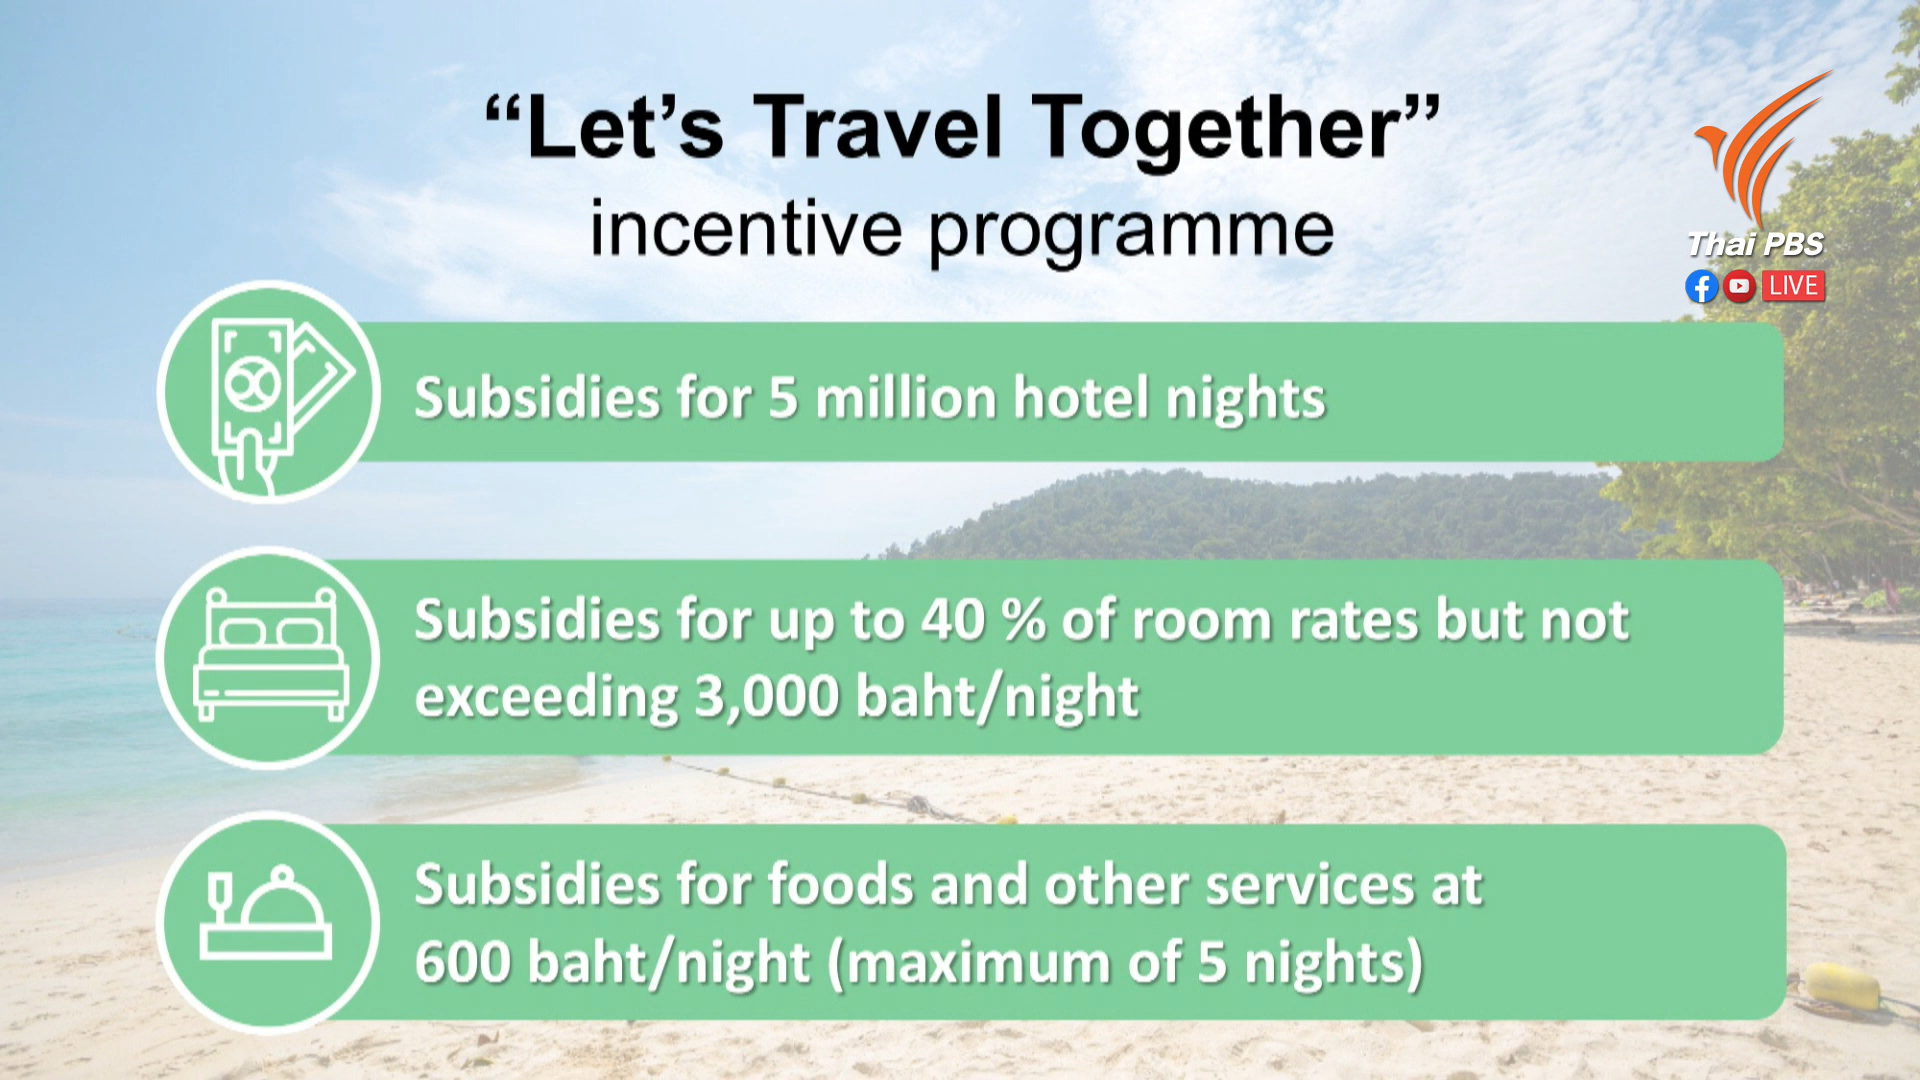 “Let’s Travel Together”
incentive programme
Thai PBS
LIVE
Subsidies for 5 million hotel nights
Subsidies for up to 40 % of room rates but not
exceeding 3,000 baht/night
Subsidies for foods and other services at
600 baht/night (maximum of 5 nights)